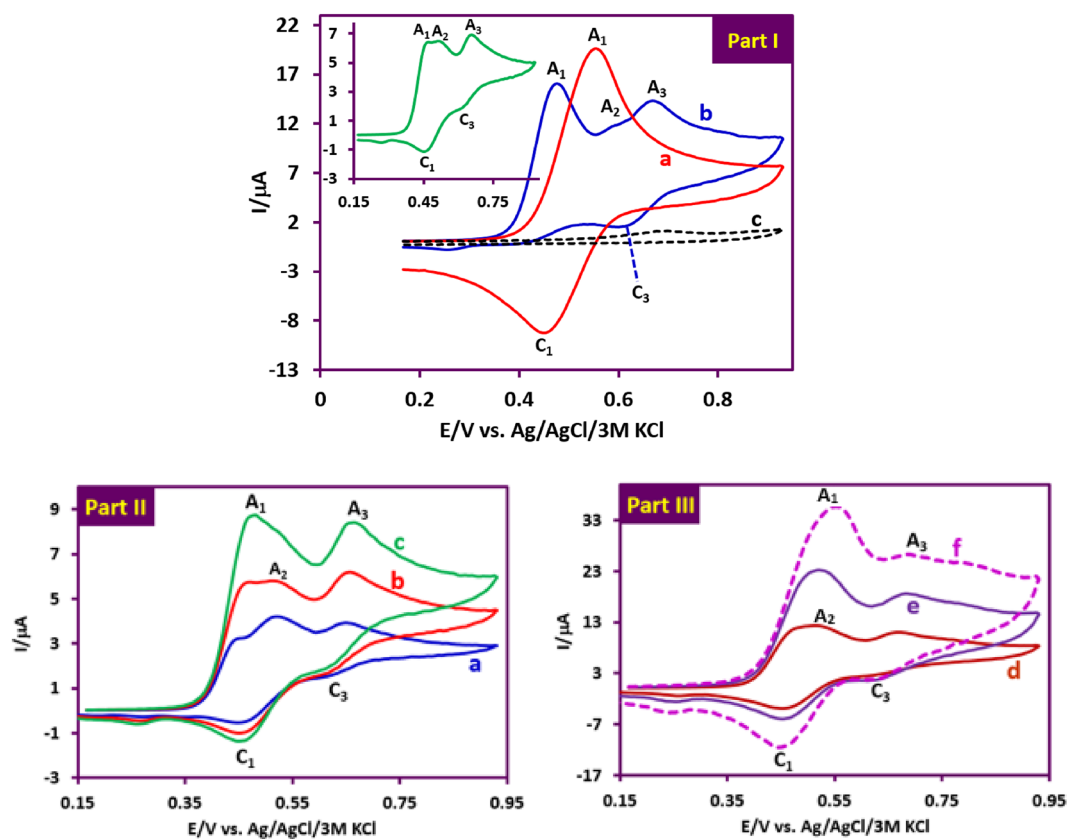 Part I
A₁ A₂ A₃
7
5
3
1
-1
-3
C₃
C₁
0.15 0.45 0.75
22
17
12
7
2
-3
-8
-13
I/µA
A₁
A₁
A₂
A₃
b
a
c
C₃
C₁
0 0.2 0.4 0.6 0.8
E/V vs. Ag/AgCl/3M KCl
Part II
9
7
5
3
1
-1
-3
I/µA
A₁
A₃
A₂
c
b
a
C₃
C₁
0.15 0.35 0.55 0.75 0.95
E/V vs. Ag/AgCl/3M KCl
Part III
33
23
13
3
-7
-17
I/µA
A₁
A₃
f
A₂
e
d
C₃
C₁
0.15 0.35 0.55 0.75 0.95
E/V vs. Ag/AgCl/3M KCl